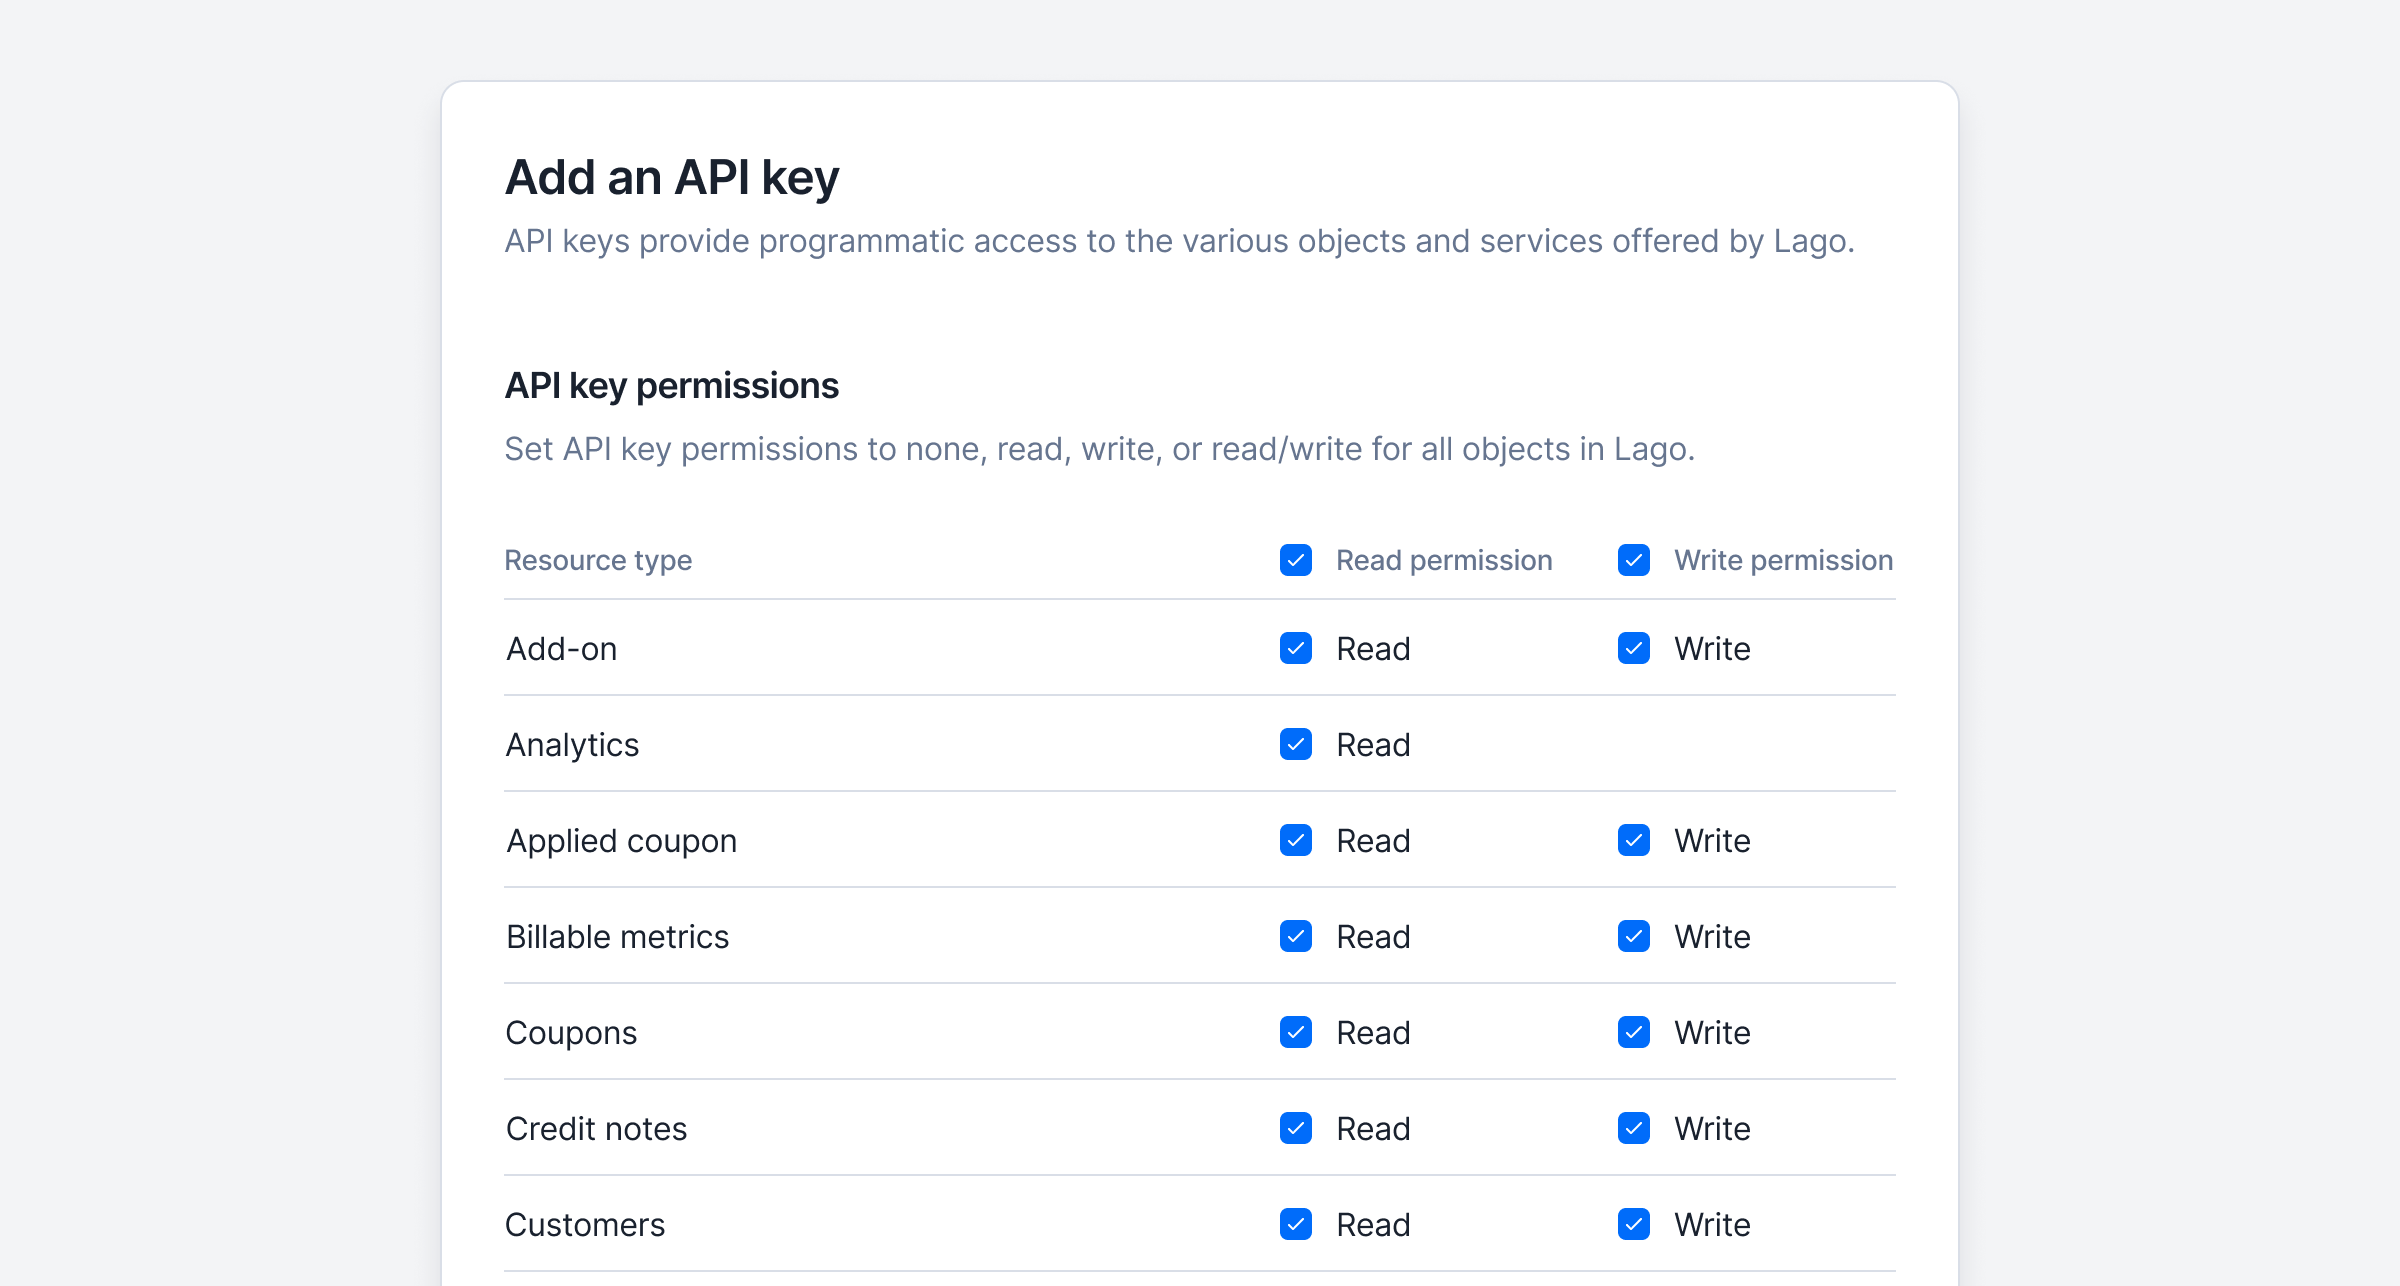 Add an API key
API keys provide programmatic access to the various objects and services offered by Lago.
API key permissions
Set API key permissions to none, read, write, or read/write for all objects in Lago.
Resource type Read permission Write permission
Add-on Read Write
Analytics Read
Applied coupon Read Write
Billable metrics Read Write
Coupons Read Write
Credit notes Read Write
Customers Read Write